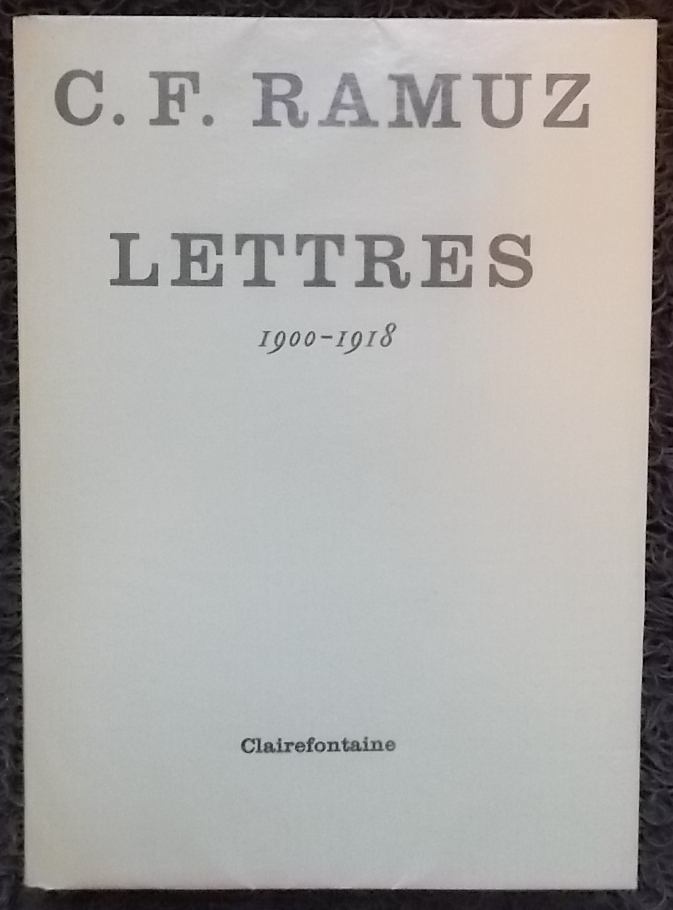 C. F. RAMUZ
LETTRES
1900-1918
Clairefontaine